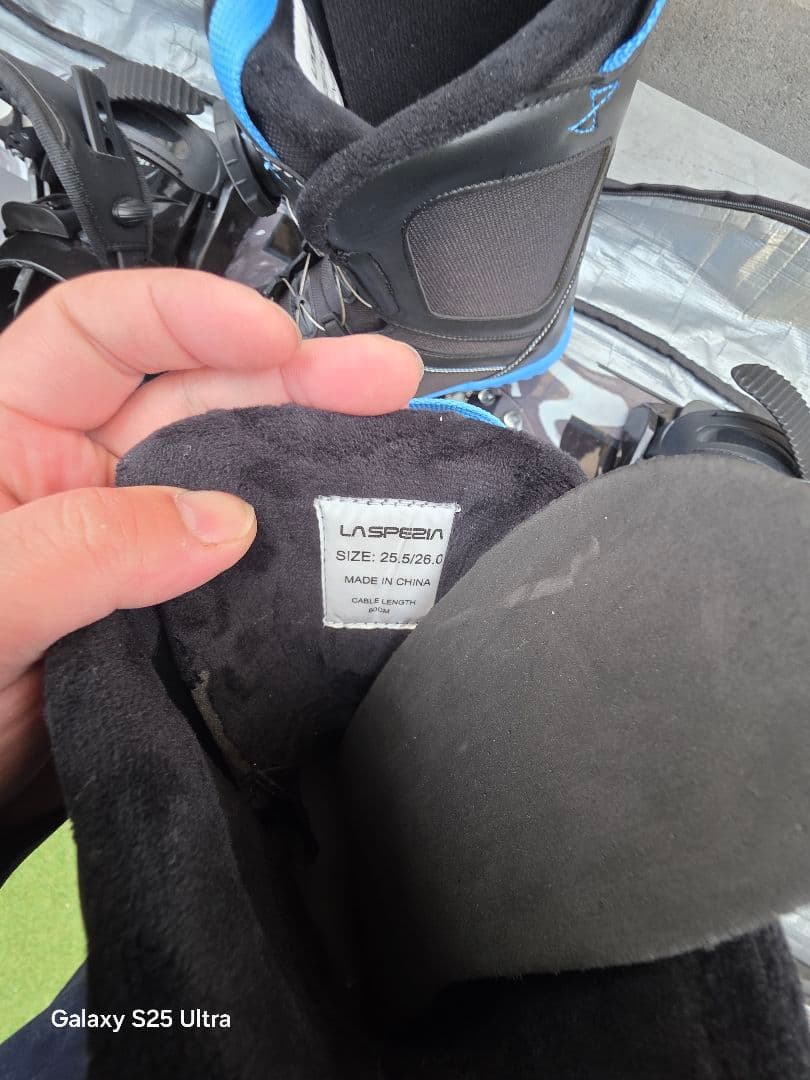 LASPEZIA
SIZE: 25.5/26.0
MADE IN CHINA
CABLE LENGTH
60CM
Galaxy S25 Ultra